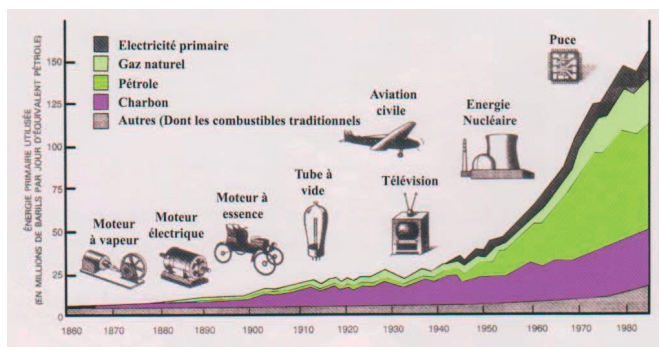 Electricité primaire
Gaz naturel
Pétrole
Charbon
Autres (Dont les combustibles traditionnels
Puce
Aviation
civile
Energie
Nucléaire
Tube à
vide
Télévision
Moteur à
essence
Moteur
électrique
Moteur
à vapeur
ÉNERGIE PRIMAIRE UTILISÉE
(EN MILLIONS DE BARILS PAR JOUR D'ÉQUIVALENT PÉTROLE)
150
125
100
75
50
25
0
1860 1870 1880 1890 1900 1910 1920 1930 1940 1950 1960 1970 1980